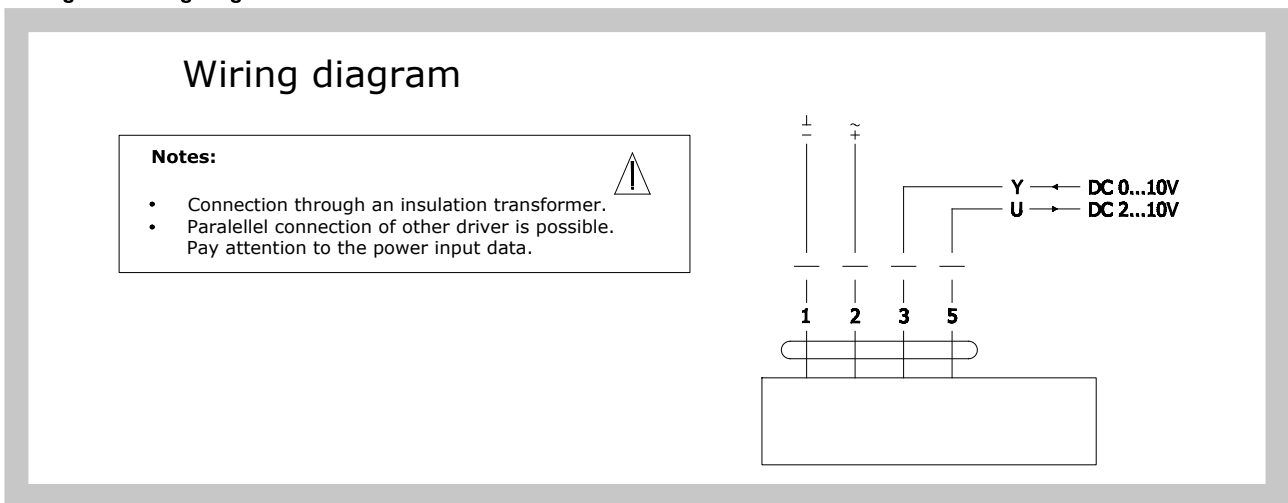 Wiring diagram
Notes:
• Connection through an insulation transformer.
• Paralellel connection of other driver is possible.
Pay attention to the power input data.
⊥ ~
− +
Y DC 0...10V
U DC 2...10V
1 2 3 5